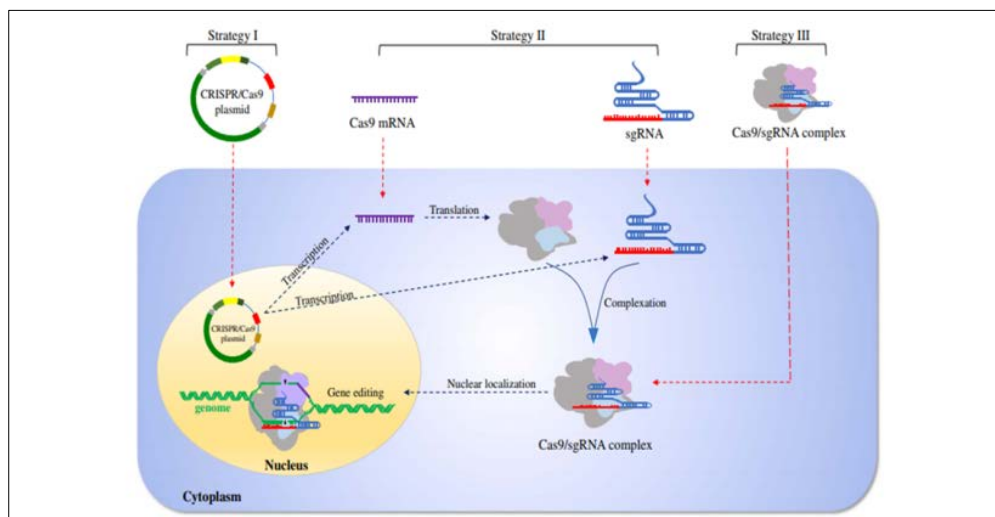 Strategy I
Strategy II
Strategy III
CRISPR/Cas9
plasmid
Cas9 mRNA
sgRNA
Cas9/sgRNA complex
Translation
Transcription
Transcription
Complexation
CRISPR/Cas9
plasmid
Nuclear localization
Gene editing
genome
Cas9/sgRNA complex
Nucleus
Cytoplasm